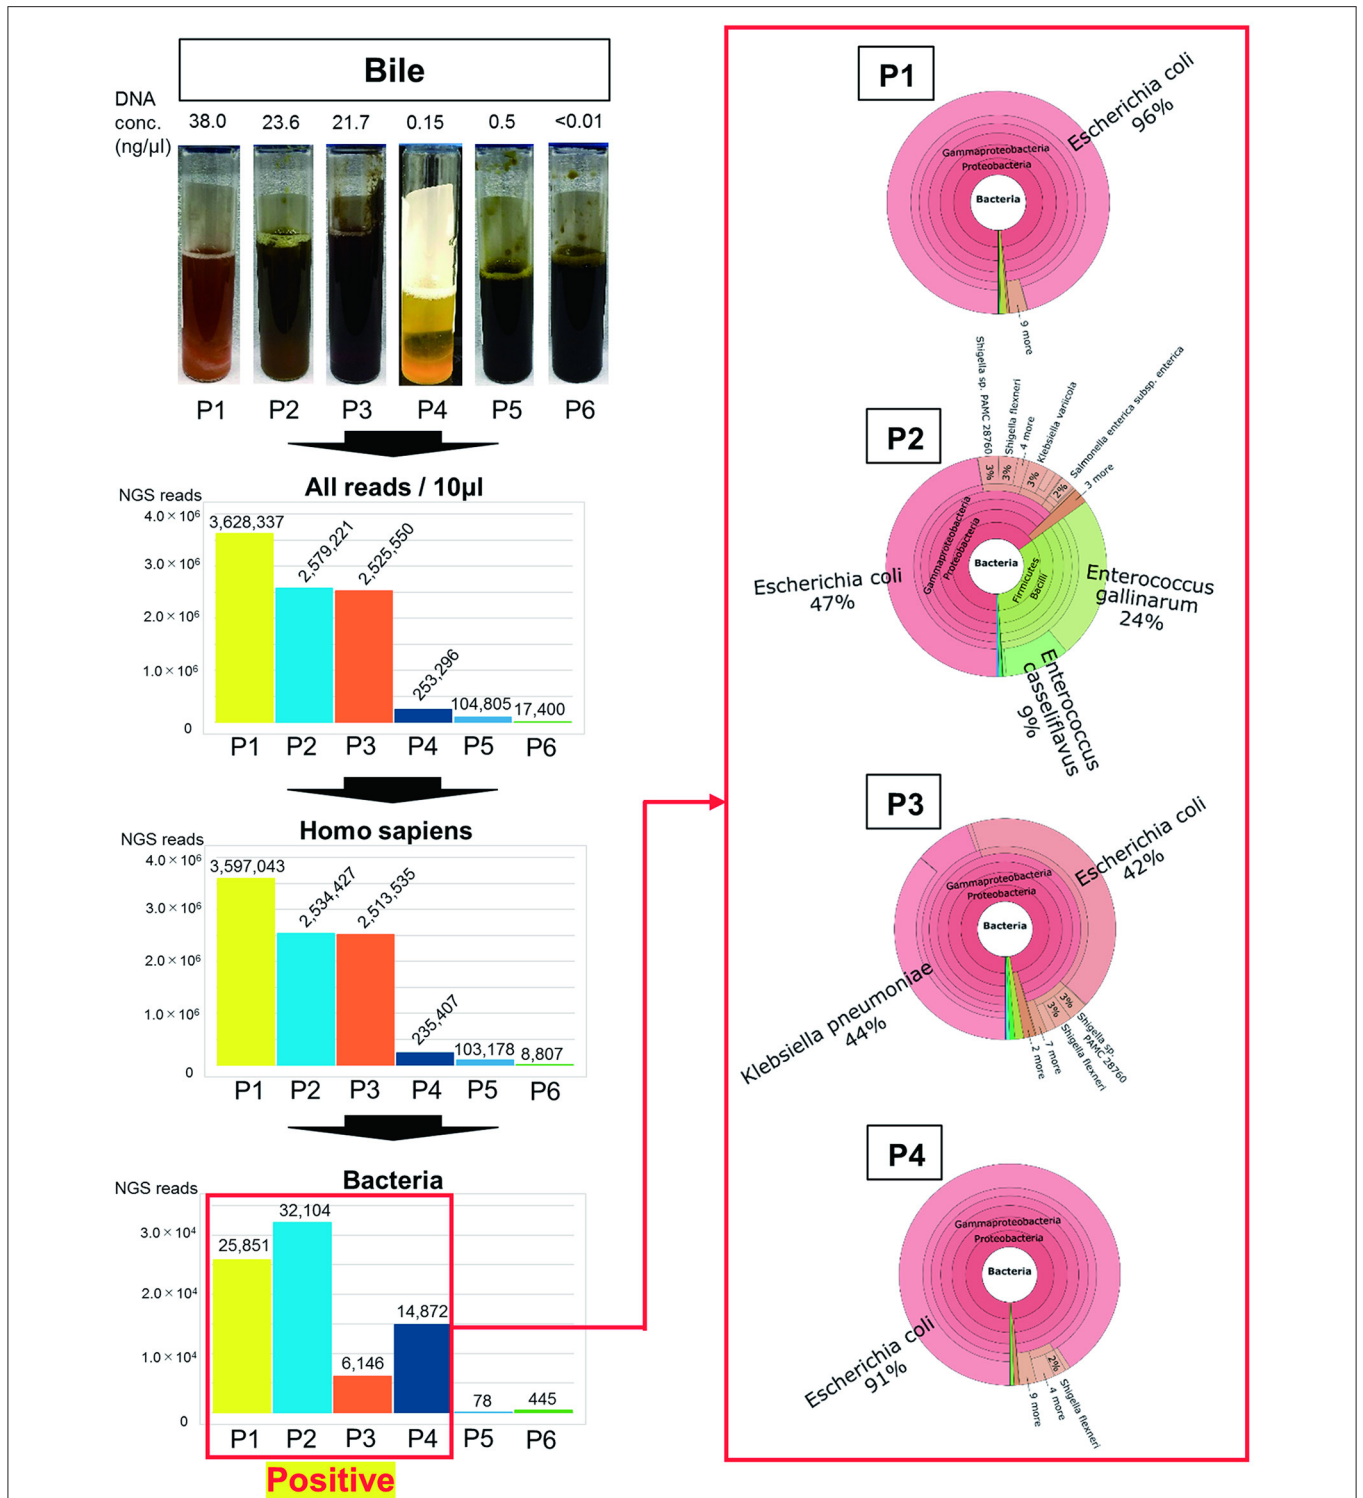 Bile
DNA
conc.
(ng/µl)
38.0 23.6 21.7 0.15 0.5 <0.01
P1 P2 P3 P4 P5 P6
All reads / 10µl
NGS reads
4.0 × 10⁶
3.0 × 10⁶
2.0 × 10⁶
1.0 × 10⁶
0
3,628,337
2,579,221
2,525,550
253,296
104,805
17,400
P1 P2 P3 P4 P5 P6
Homo sapiens
NGS reads
4.0 × 10⁶
3.0 × 10⁶
2.0 × 10⁶
1.0 × 10⁶
0
3,597,043
2,534,427
2,513,535
235,407
103,178
8,807
P1 P2 P3 P4 P5 P6
Bacteria
NGS reads
3.0 × 10⁴
2.0 × 10⁴
1.0 × 10⁴
0
25,851
32,104
6,146
14,872
78
445
P1 P2 P3 P4 P5 P6
Positive
P1
Escherichia coli
96%
Gammaproteobacteria
Proteobacteria
Bacteria
9 more
P2
Shigella sp. PAMC 28760
3%
Shigella flexneri
3%
4 more
Klebsiella variicola
3%
Salmonella enterica subsp. enterica
2%
3 more
Gammaproteobacteria
Proteobacteria
Bacteria
Firmicutes
Bacilli
Escherichia coli
47%
Enterococcus
gallinarum
24%
Enterococcus
casseliflavus
9%
P3
Escherichia coli
42%
Gammaproteobacteria
Proteobacteria
Bacteria
Klebsiella pneumoniae
44%
3%
Shigella sp.
PAMC 28760
3%
Shigella flexneri
7 more
2 more
P4
Gammaproteobacteria
Proteobacteria
Bacteria
Escherichia coli
91%
2%
Shigella flexneri
4 more
9 more